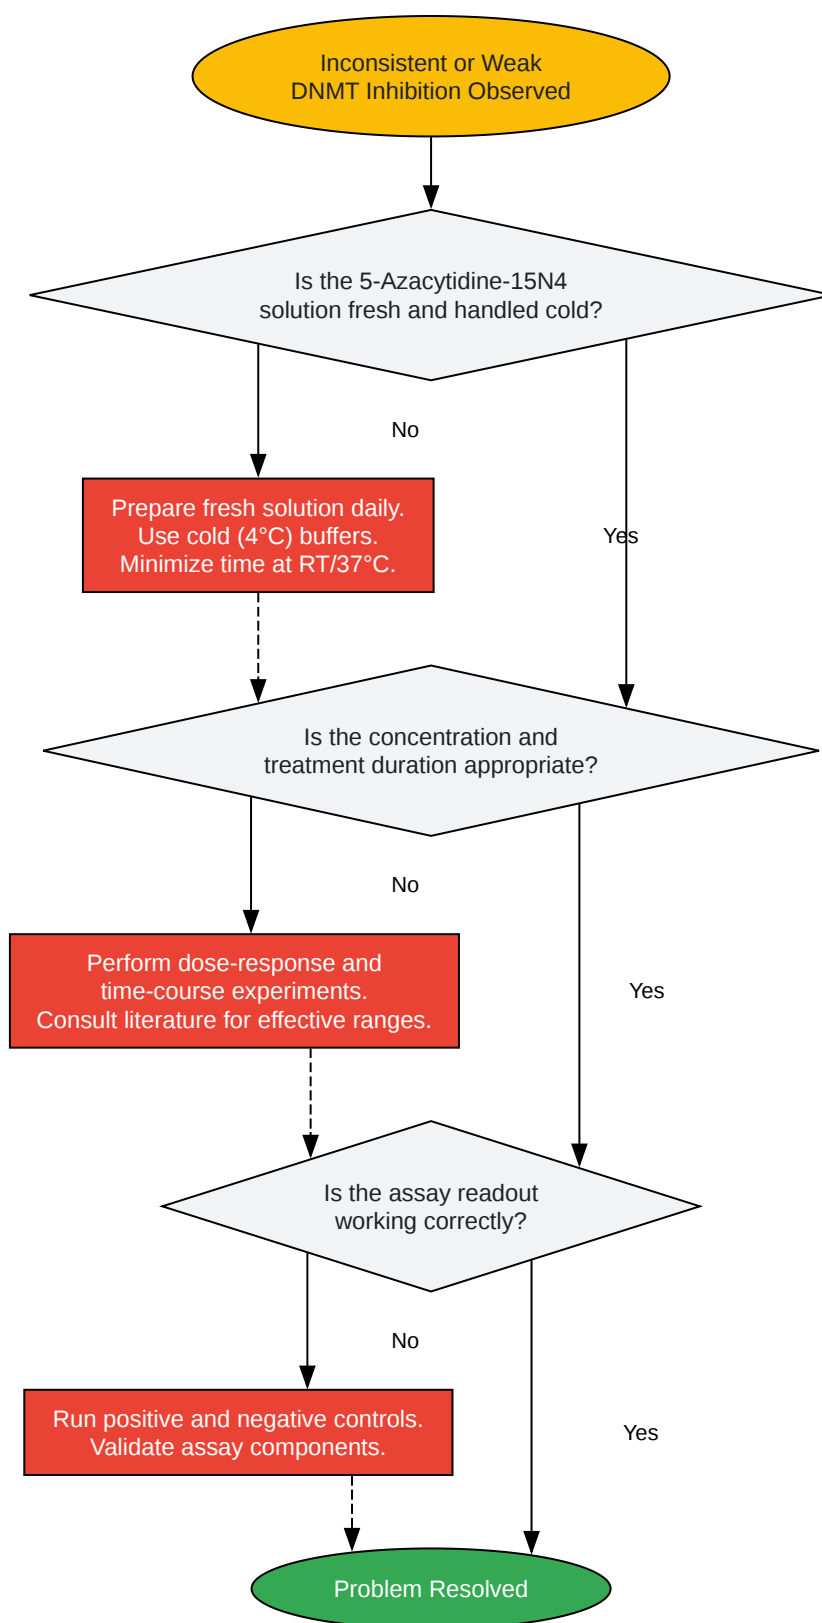 Inconsistent or Weak
DNMT Inhibition Observed
Is the 5-Azacytidine-15N4
solution fresh and handled cold?
No
Prepare fresh solution daily.
Use cold (4°C) buffers.
Minimize time at RT/37°C.
Yes
Is the concentration and
treatment duration appropriate?
No
Perform dose-response and
time-course experiments.
Consult literature for effective ranges.
Yes
Is the assay readout
working correctly?
No
Run positive and negative controls.
Validate assay components.
Yes
Problem Resolved